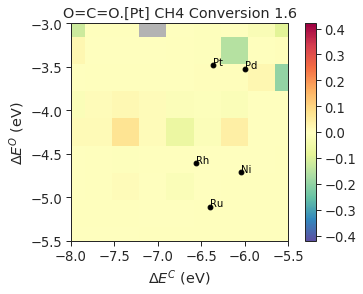 O=C=O.[Pt] CH4 Conversion 1.6
−3.0
−3.5
−4.0
−4.5
−5.0
−5.5
ΔE^O (eV)
Pt
Pd
Rh
Ni
Ru
−8.0 −7.5 −7.0 −6.5 −6.0 −5.5
ΔE^C (eV)
0.4
0.3
0.2
0.1
0.0
−0.1
−0.2
−0.3
−0.4